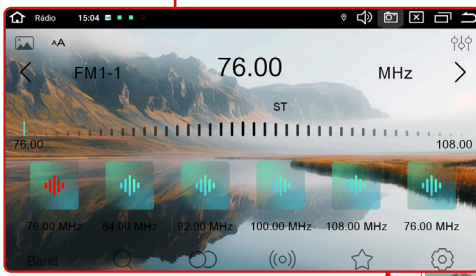 Rádio 15:04
AA
FM1-1 76.00 MHz
ST
76.00 108.00
76.00 MHz 84.00 MHz 92.00 MHz 100.00 MHz 108.00 MHz 76.00 MHz
Band